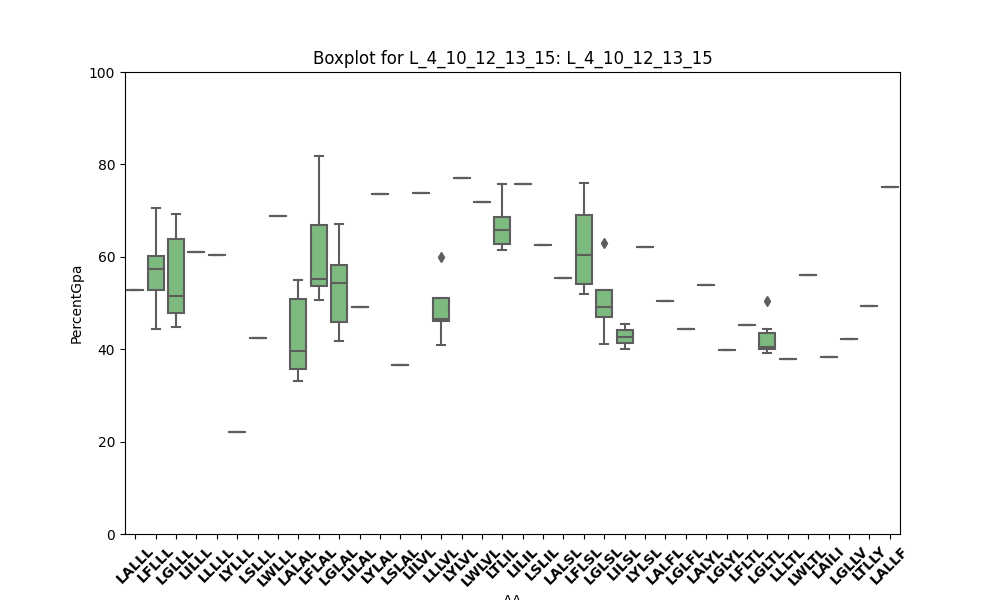 Boxplot for L_4_10_12_13_15: L_4_10_12_13_15
PercentGpa
100
80
60
40
20
0
LALLL
LFLLL
LGLLL
LILLL
LLLLL
LYLLL
LSLLL
LWLLL
LALAL
LFLAL
LGLAL
LILAL
LYLAL
LSLAL
LILVL
LLLVL
LYLVL
LWLVL
LTLIL
LILIL
LSLIL
LALSL
LFLSL
LGLSL
LILSL
LYLSL
LALFL
LGLFL
LALYL
LGLYL
LFLTL
LGLTL
LLLTL
LWLTL
LAILI
LGLLV
LTLLY
LALLF
AA